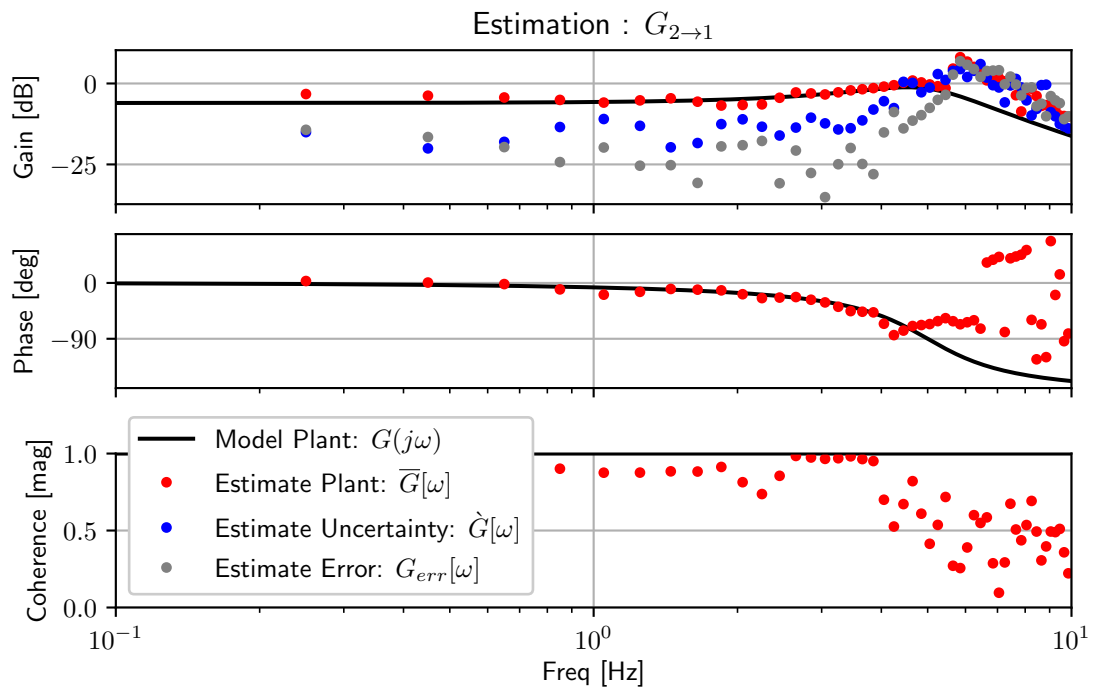 Estimation : G₂→₁
Gain [dB]
0
−25
Phase [deg]
0
−90
Coherence [mag]
1.0
0.5
0.0
Model Plant: G(jω)
Estimate Plant: G̅[ω]
Estimate Uncertainty: G̀[ω]
Estimate Error: Gₑᵣᵣ[ω]
10⁻¹
10⁰
10¹
Freq [Hz]